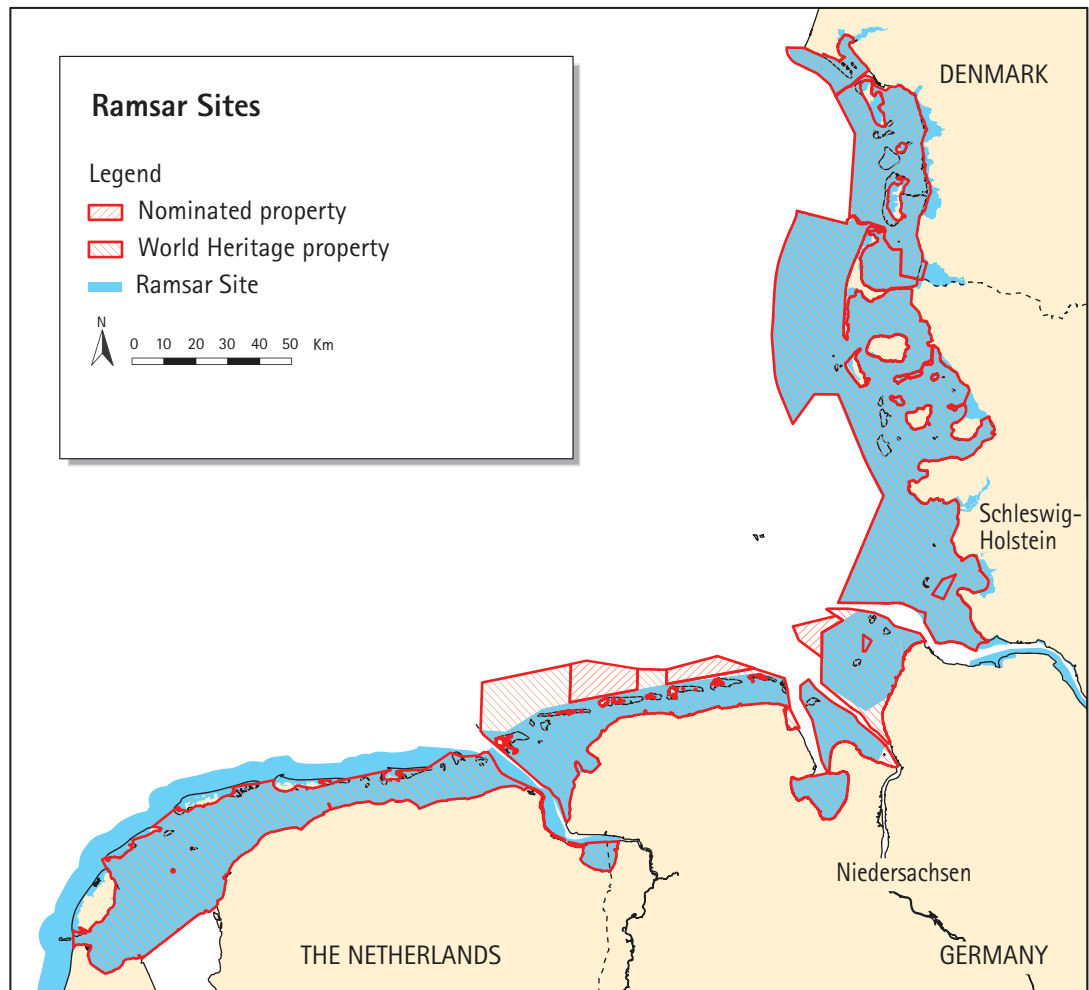 Ramsar Sites
Legend
Nominated property
World Heritage property
Ramsar Site
N
0 10 20 30 40 50 Km
DENMARK
Schleswig-
Holstein
Niedersachsen
THE NETHERLANDS
GERMANY